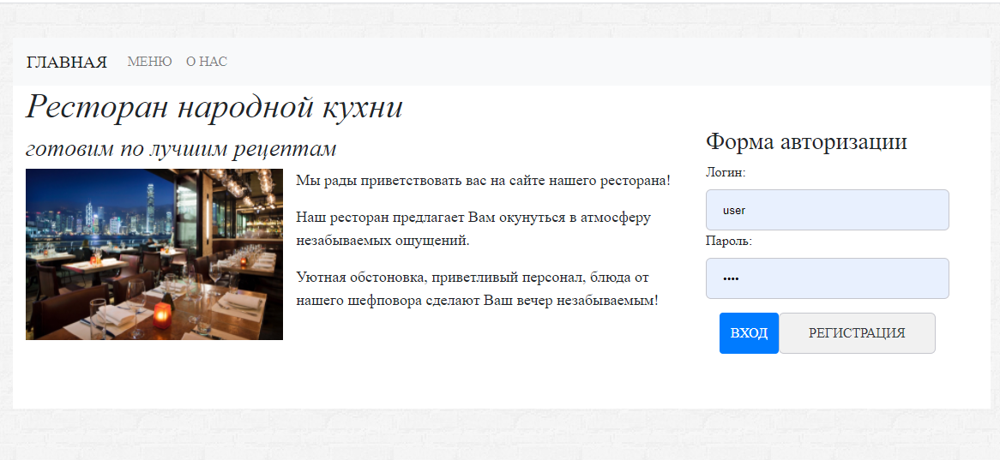 ГЛАВНАЯ МЕНЮ О НАС
Ресторан народной кухни
готовим по лучшим рецептам
Мы рады приветствовать вас на сайте нашего ресторана!
Наш ресторан предлагает Вам окунуться в атмосферу
незабываемых ощущений.
Уютная обстоновка, приветливый персонал, блюда от
нашего шефповора сделают Ваш вечер незабываемым!
Форма авторизации
Логин:
user
Пароль:
••••
ВХОД РЕГИСТРАЦИЯ